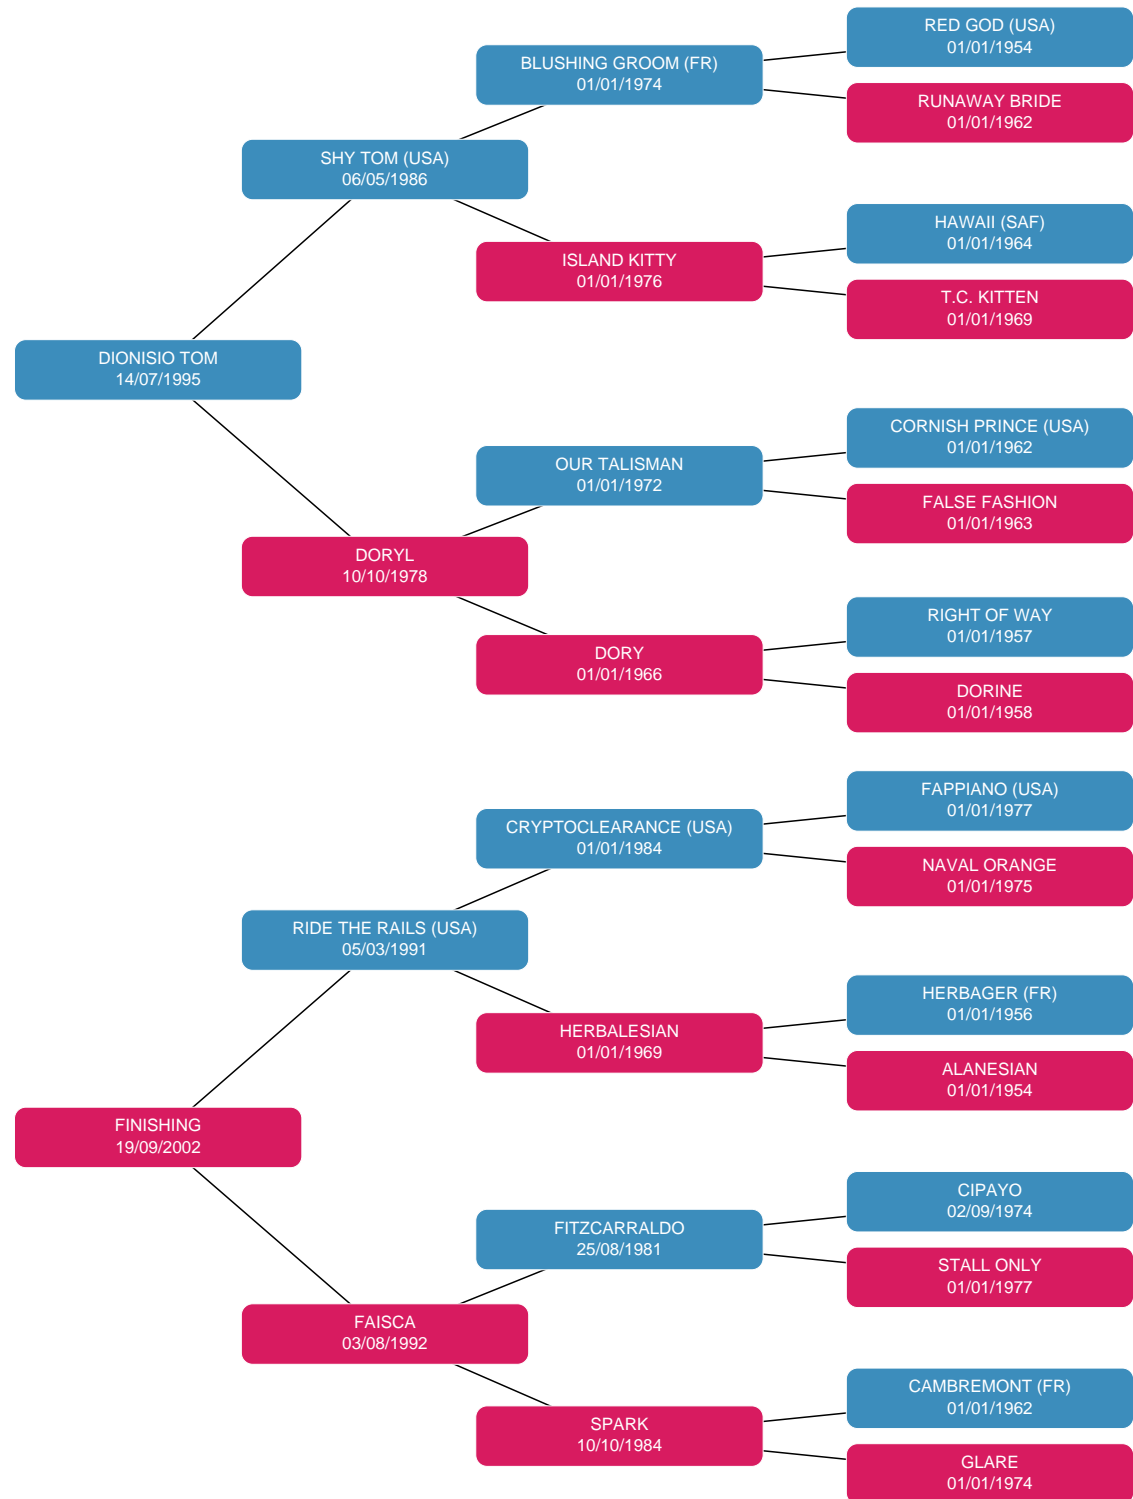 RED GOD (USA)
01/01/1954
BLUSHING GROOM (FR)
01/01/1974
RUNAWAY BRIDE
01/01/1962
SHY TOM (USA)
06/05/1986
HAWAII (SAF)
01/01/1964
ISLAND KITTY
01/01/1976
T.C. KITTEN
01/01/1969
DIONISIO TOM
14/07/1995
CORNISH PRINCE (USA)
01/01/1962
OUR TALISMAN
01/01/1972
FALSE FASHION
01/01/1963
DORYL
10/10/1978
RIGHT OF WAY
01/01/1957
DORY
01/01/1966
DORINE
01/01/1958
FAPPIANO (USA)
01/01/1977
CRYPTOCLEARANCE (USA)
01/01/1984
NAVAL ORANGE
01/01/1975
RIDE THE RAILS (USA)
05/03/1991
HERBAGER (FR)
01/01/1956
HERBALESIAN
01/01/1969
ALANESIAN
01/01/1954
FINISHING
19/09/2002
CIPAYO
02/09/1974
FITZCARRALDO
25/08/1981
STALL ONLY
01/01/1977
FAISCA
03/08/1992
CAMBREMONT (FR)
01/01/1962
SPARK
10/10/1984
GLARE
01/01/1974